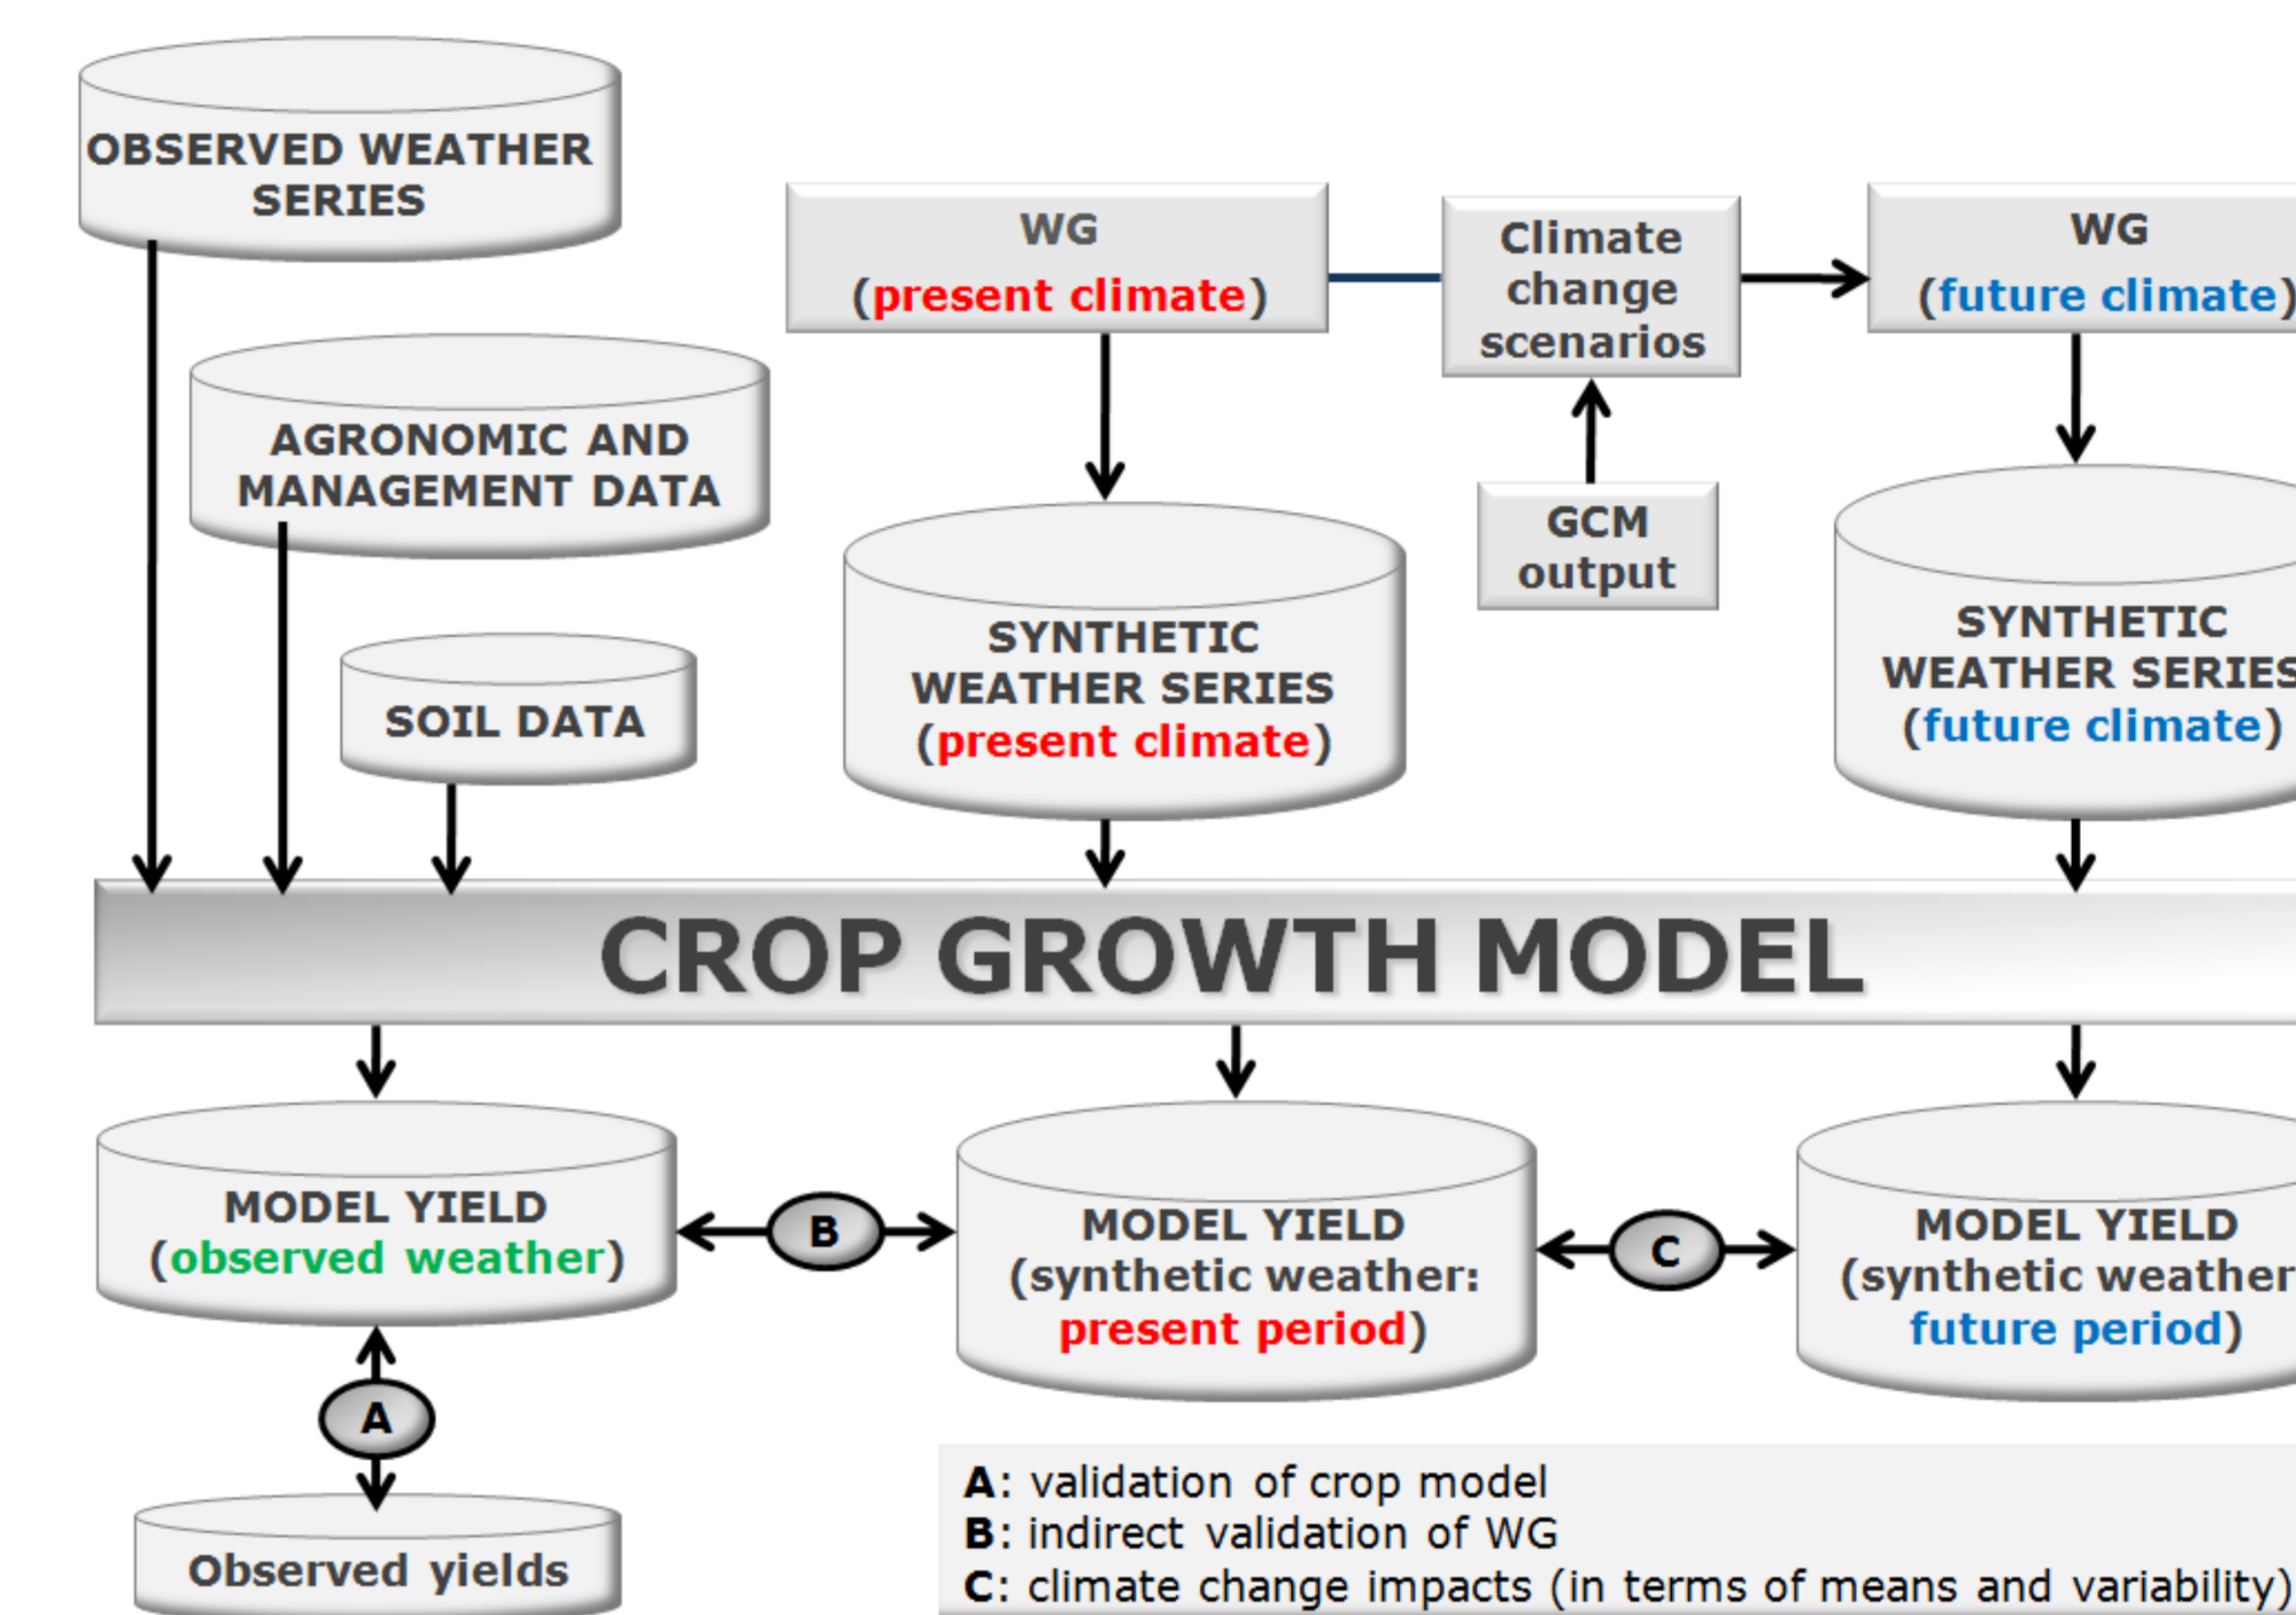 OBSERVED WEATHER
SERIES
AGRONOMIC AND
MANAGEMENT DATA
SOIL DATA
WG
(present climate)
Climate
change
scenarios
WG
(future climate)
GCM
output
SYNTHETIC
WEATHER SERIES
(present climate)
SYNTHETIC
WEATHER SERIES
(future climate)
CROP GROWTH MODEL
MODEL YIELD
(observed weather)
B
MODEL YIELD
(synthetic weather:
present period)
C
MODEL YIELD
(synthetic weather
future period)
A
Observed yields
A: validation of crop model
B: indirect validation of WG
C: climate change impacts (in terms of means and variability)